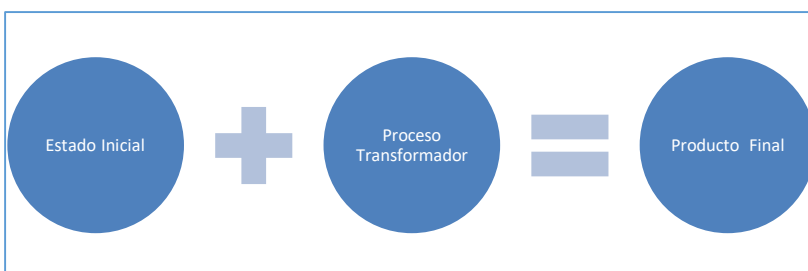 Estado Inicial
Proceso
Transformador
Producto Final